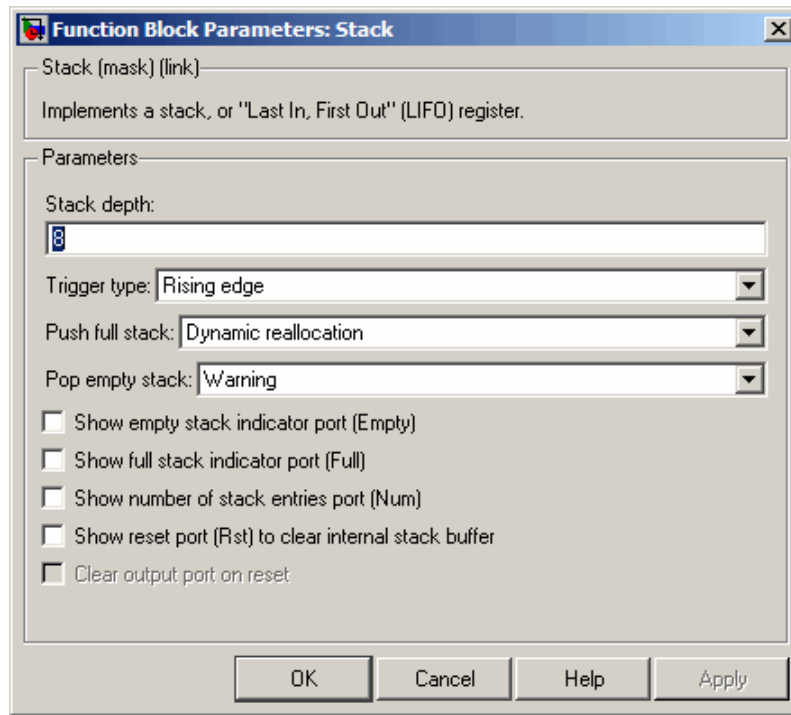 Function Block Parameters: Stack
Stack (mask) (link)
Implements a stack, or "Last In, First Out" (LIFO) register.
Parameters
Stack depth:
8
Trigger type: Rising edge
Push full stack: Dynamic reallocation
Pop empty stack: Warning
Show empty stack indicator port (Empty)
Show full stack indicator port (Full)
Show number of stack entries port (Num)
Show reset port (Rst) to clear internal stack buffer
Clear output port on reset
OK Cancel Help Apply